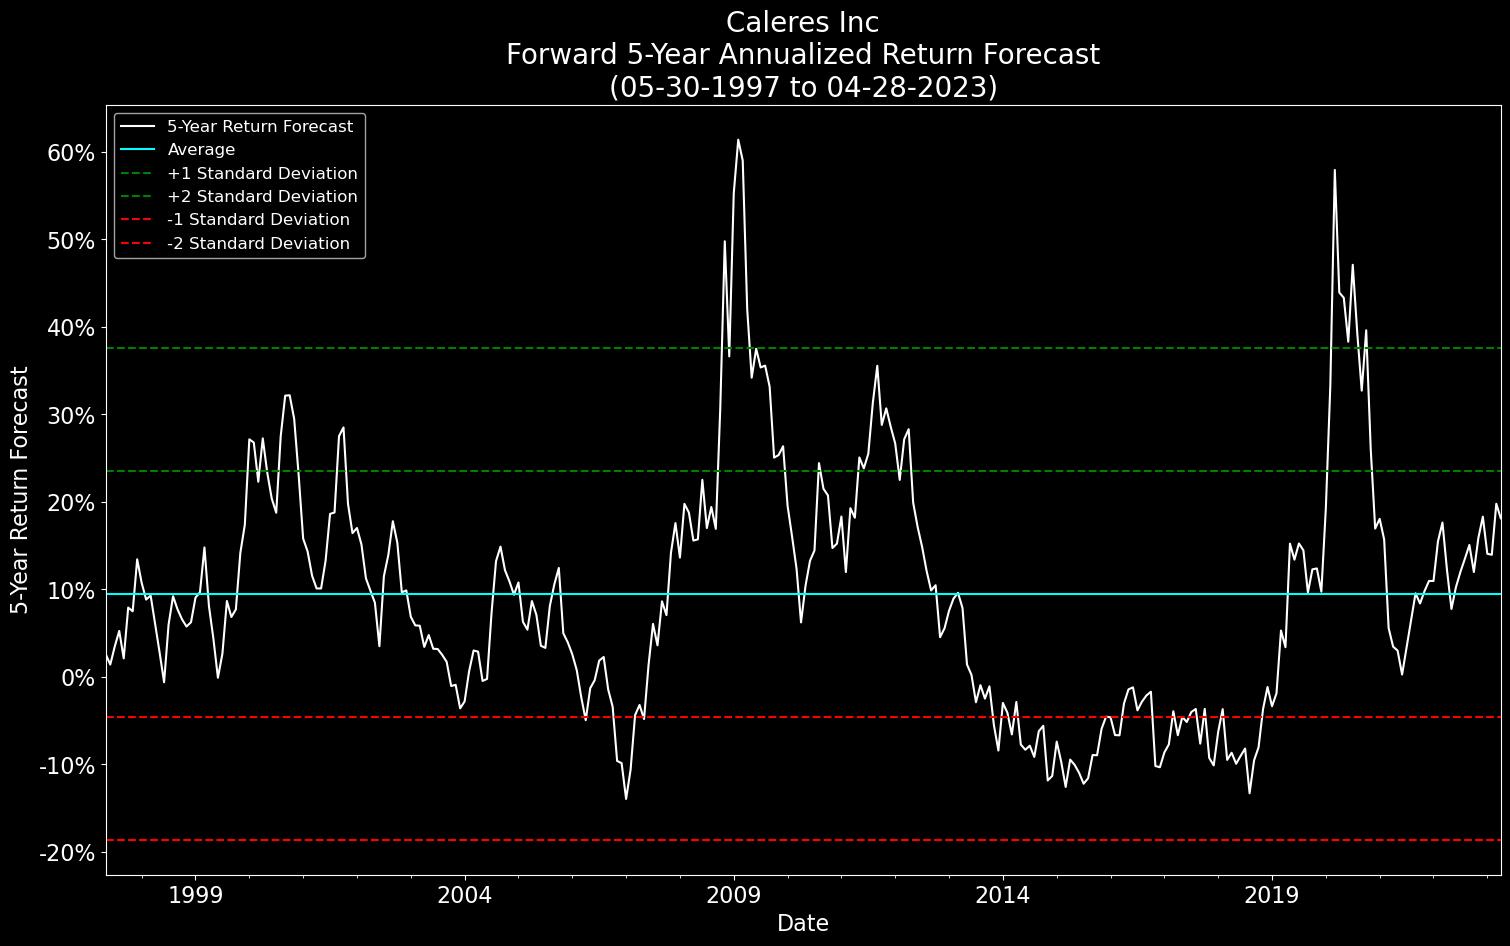 Caleres Inc
Forward 5-Year Annualized Return Forecast
(05-30-1997 to 04-28-2023)
5-Year Return Forecast
Average
+1 Standard Deviation
+2 Standard Deviation
-1 Standard Deviation
-2 Standard Deviation
60%
50%
40%
30%
20%
10%
0%
-10%
-20%
5-Year Return Forecast
1999
2004
2009
2014
2019
Date